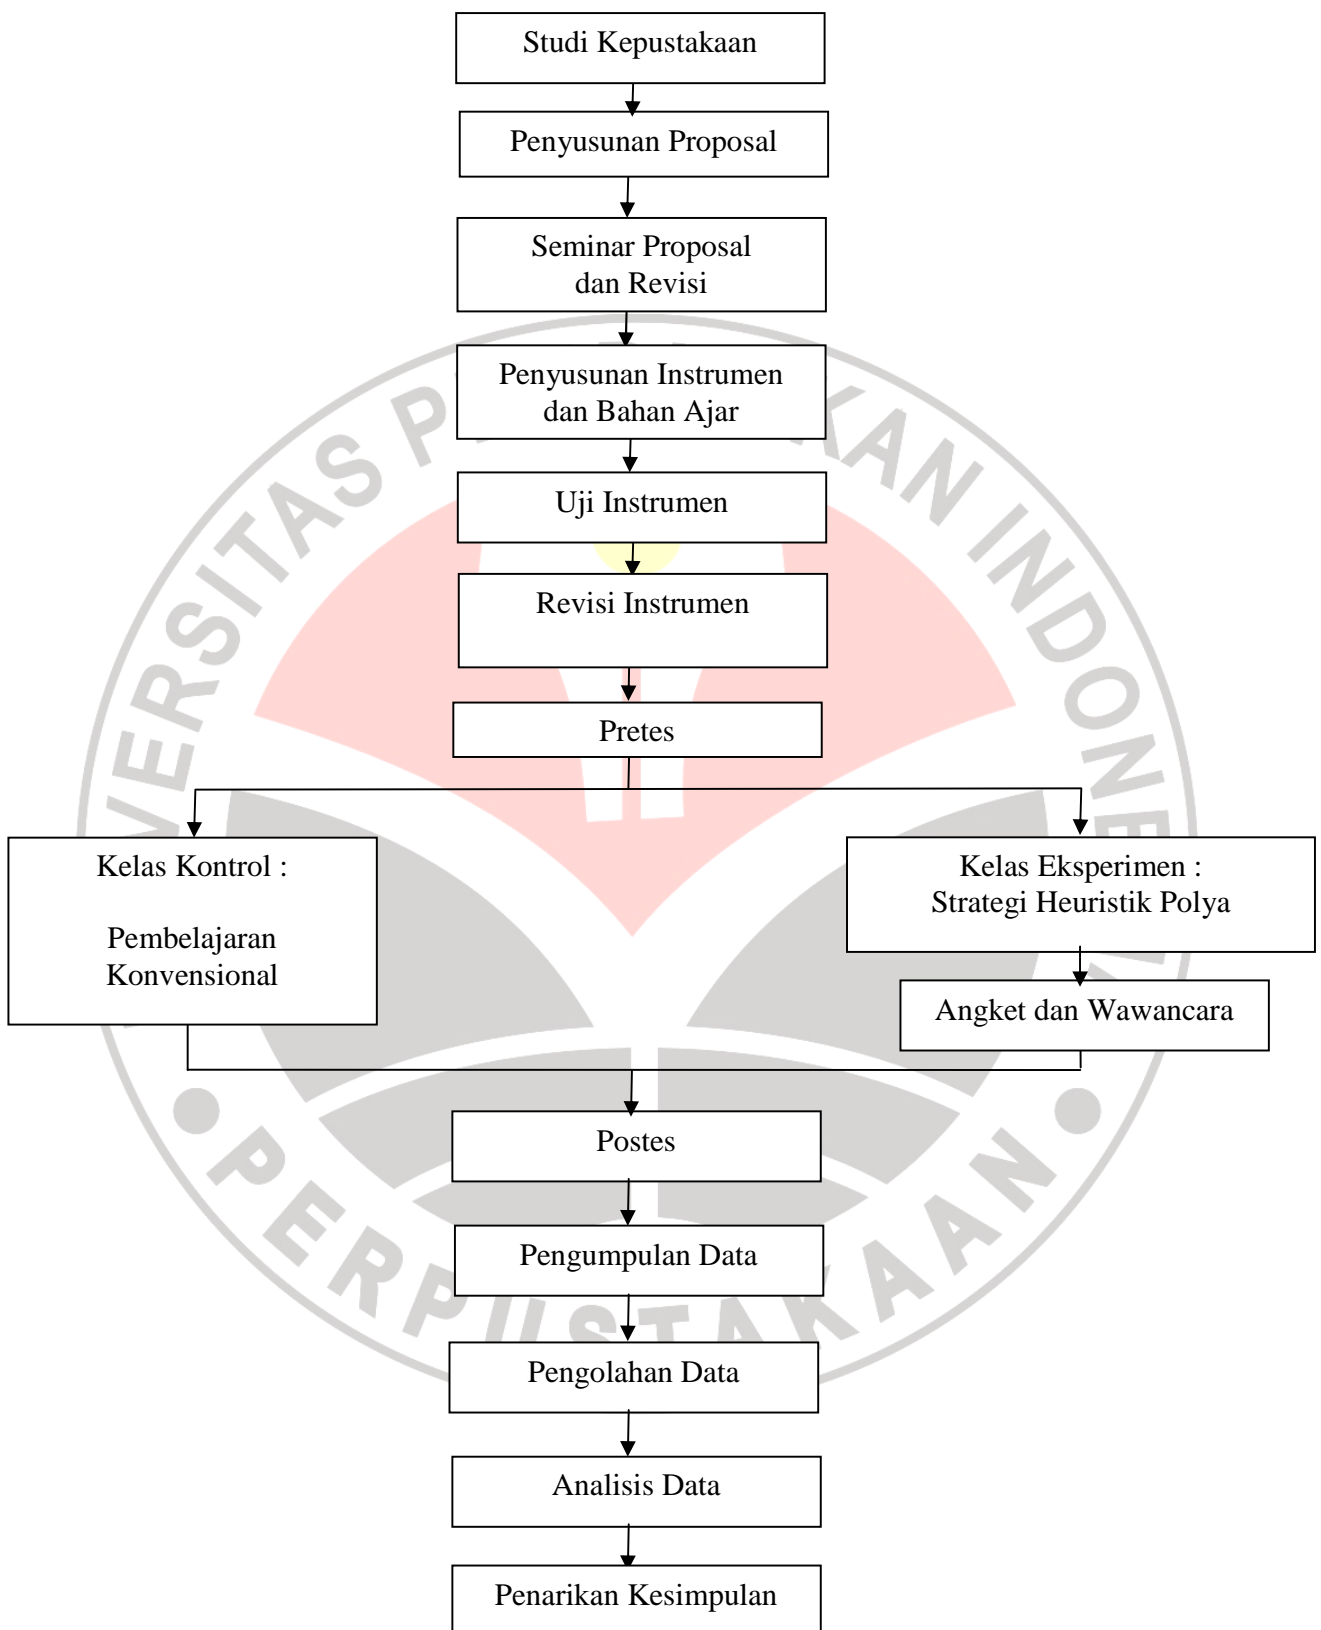 Studi Kepustakaan
Penyusunan Proposal
Seminar Proposal
dan Revisi
Penyusunan Instrumen
dan Bahan Ajar
Uji Instrumen
Revisi Instrumen
Pretes
Kelas Kontrol :
Pembelajaran
Konvensional
Kelas Eksperimen :
Strategi Heuristik Polya
Angket dan Wawancara
Postes
Pengumpulan Data
Pengolahan Data
Analisis Data
Penarikan Kesimpulan
PERPUSTAKAAN